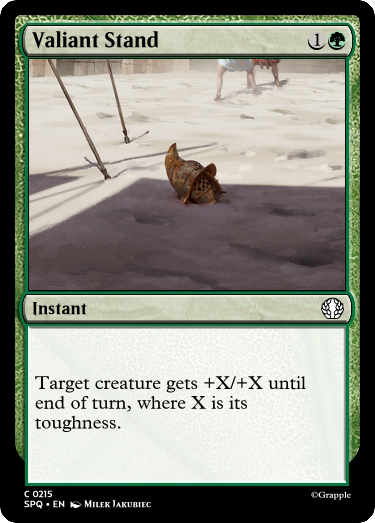 Valiant Stand 1
Instant
Target creature gets +X/+X until
end of turn, where X is its
toughness.
C 0215
SPQ • EN Milek Jakubiec
©Grapple